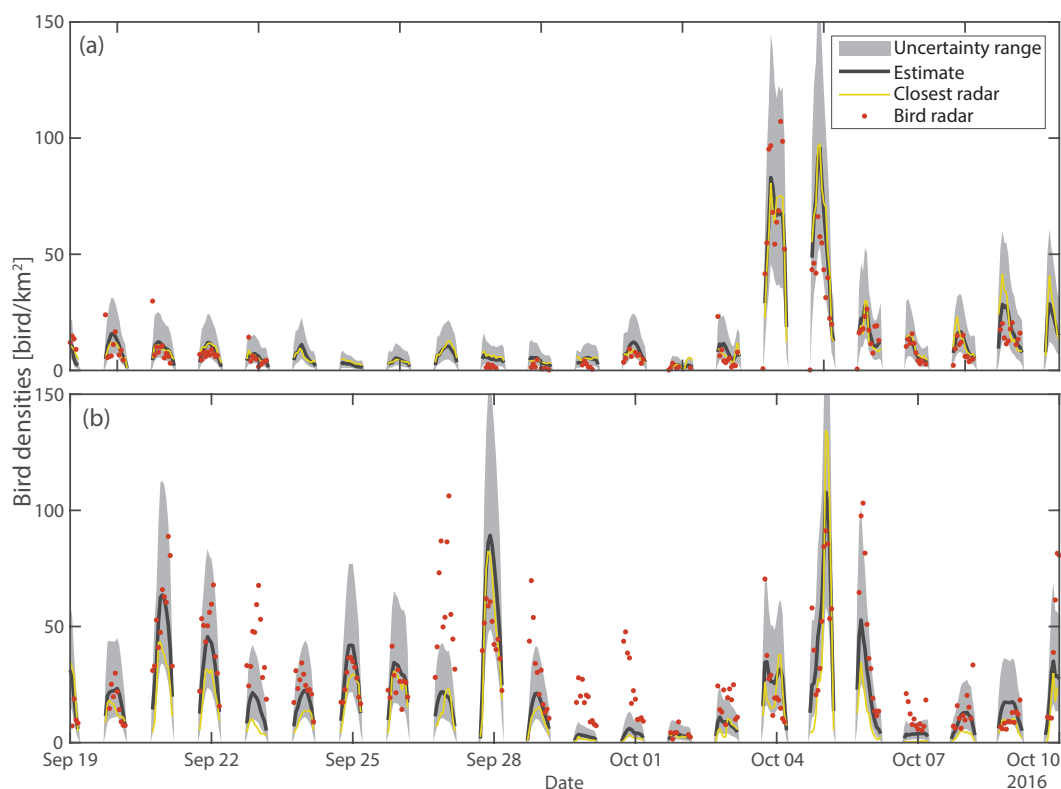 150
100
50
0
(a)
Uncertainty range
Estimate
Closest radar
Bird radar
Bird densities [bird/km²]
150
100
50
0
(b)
Sep 19
Sep 22
Sep 25
Sep 28
Oct 01
Oct 04
Oct 07
Oct 10
Date
2016